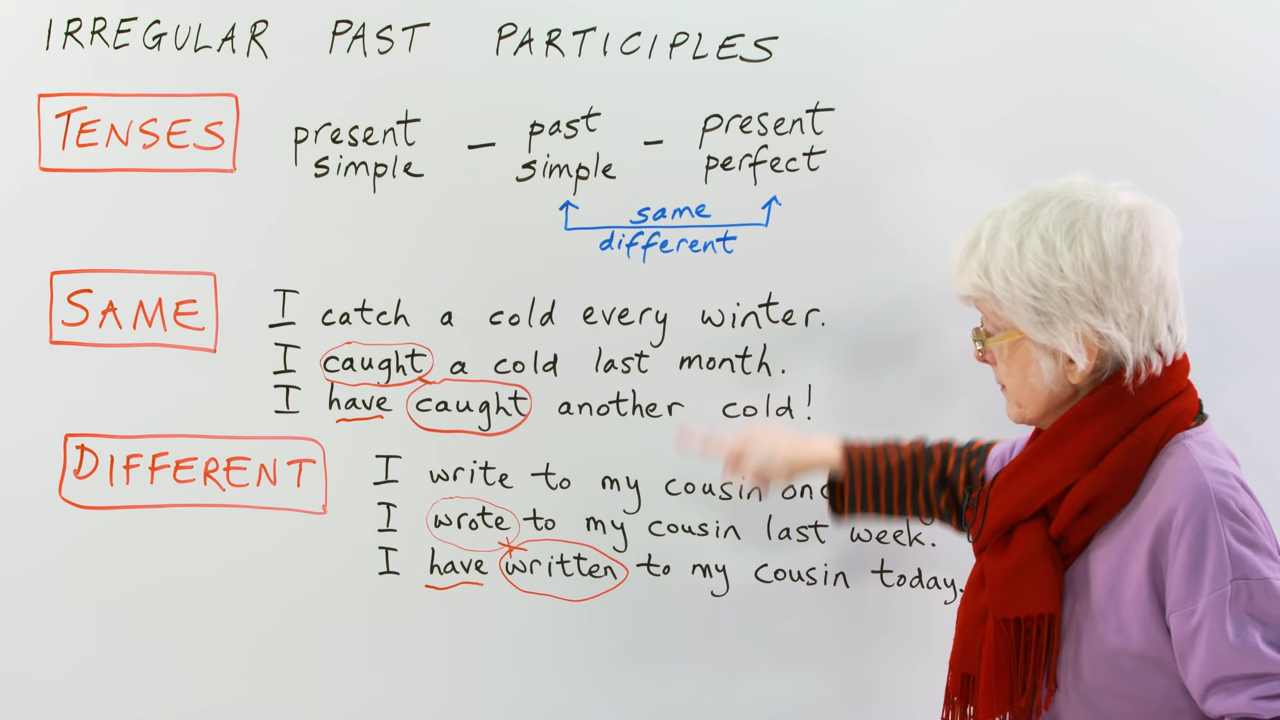 IRREGULAR PAST PARTICIPLES
TENSES
present simple – past simple – present perfect
same
different
SAME
I catch a cold every winter.
I caught a cold last month.
I have caught another cold!
DIFFERENT
I write to my cousin
I wrote to my cousin last week.
I have written to my cousin today.